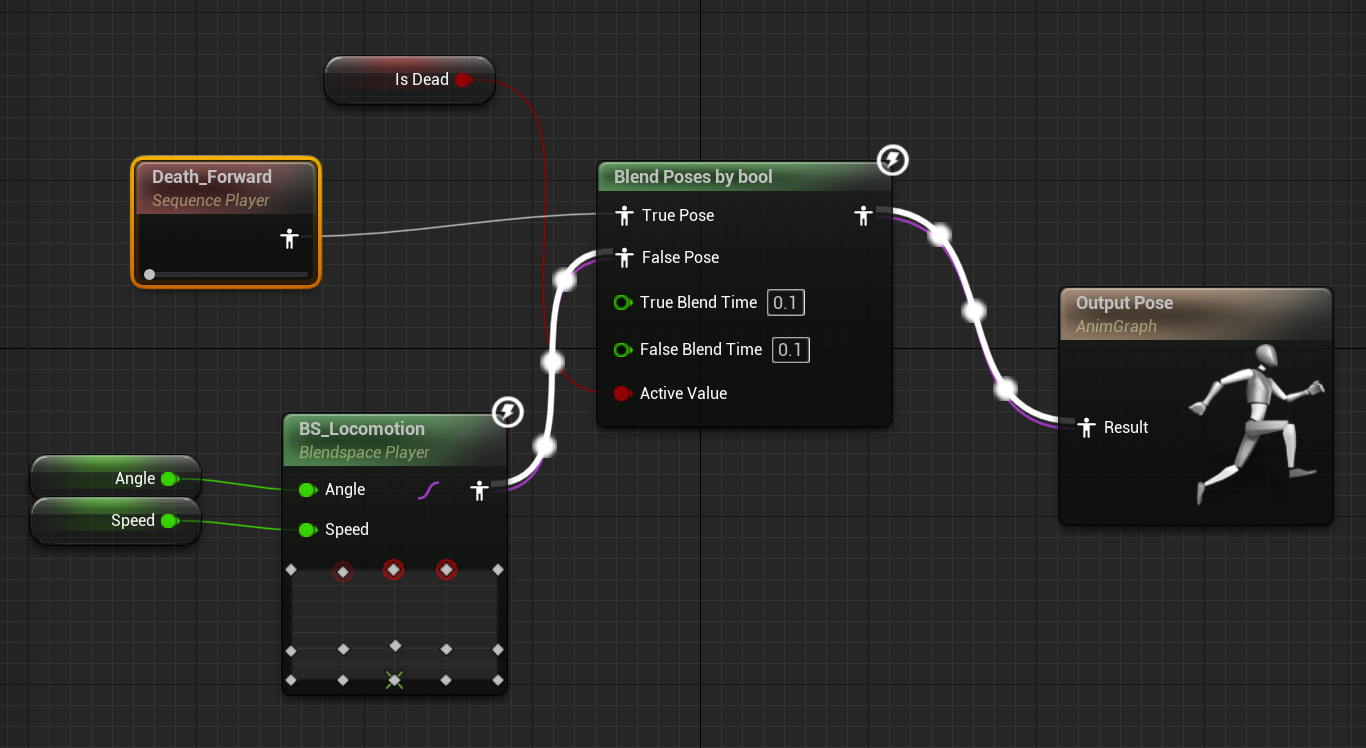 Is Dead
Death_Forward
Sequence Player
Blend Poses by bool
True Pose
False Pose
True Blend Time 0.1
False Blend Time 0.1
Active Value
Output Pose
AnimGraph
Result
BS_Locomotion
Blendspace Player
Angle
Speed
Angle
Speed